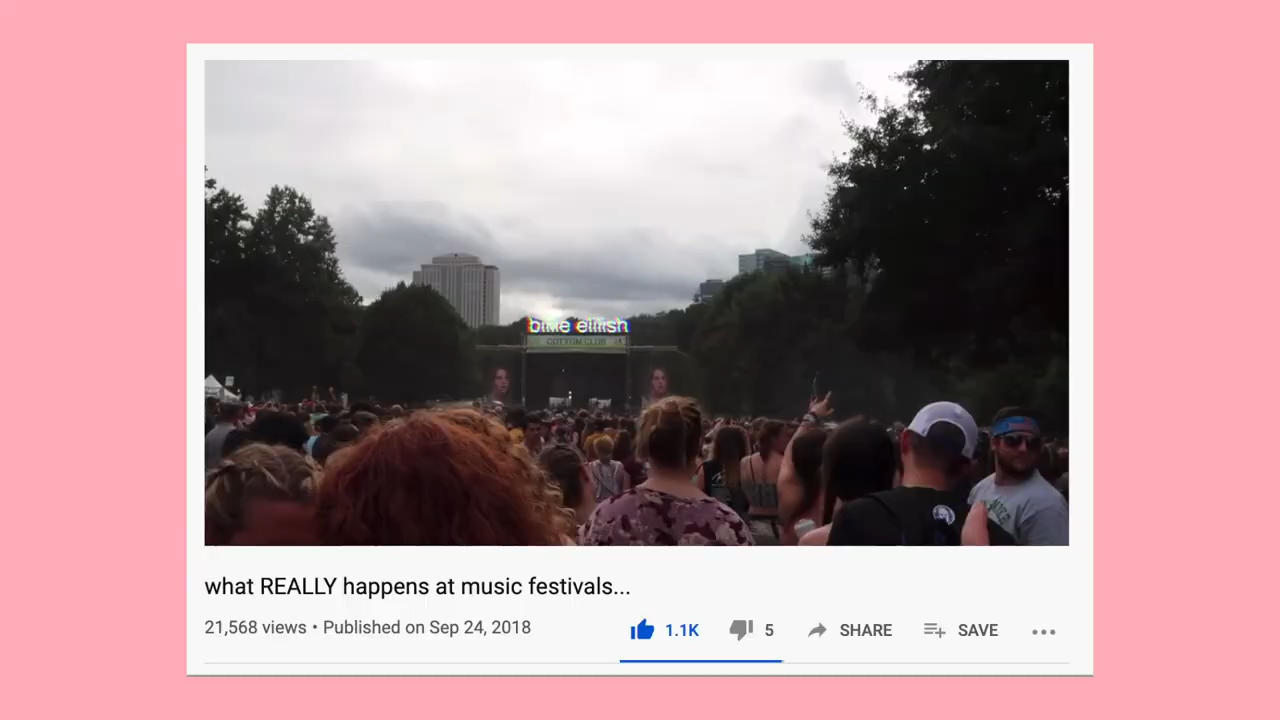 billie eilish
COTTON CLUB
what REALLY happens at music festivals...
21,568 views • Published on Sep 24, 2018
1.1K 5 SHARE SAVE